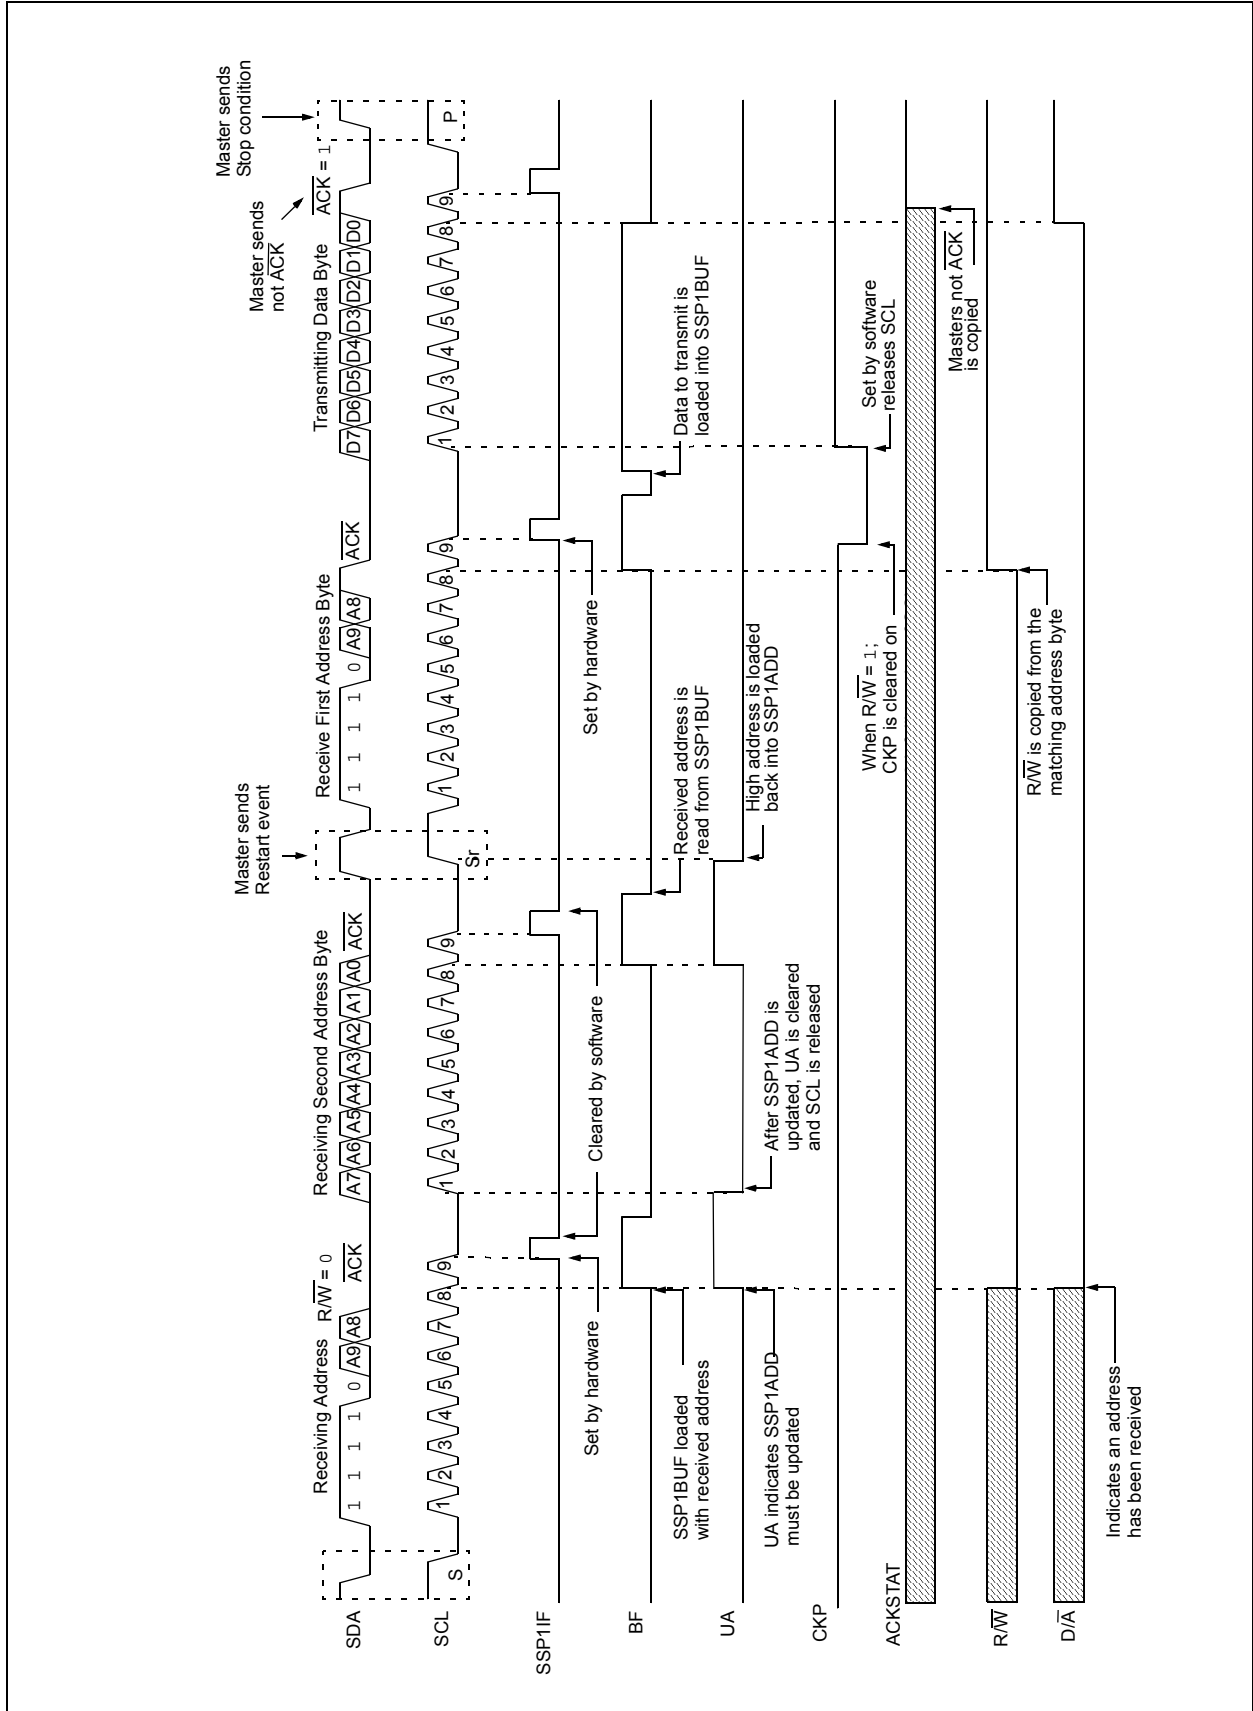 Master sends
Stop condition
Master sends
not ACK
Master sends
Restart event
Receiving Address R/W = 0
Receiving Second Address Byte
Receive First Address Byte
Transmitting Data Byte
ACK = 1
SDA
1 1 1 1 0 A9 A8
ACK
A7 A6 A5 A4 A3 A2 A1 A0
ACK
1 1 1 1 0 A9 A8
ACK
D7 D6 D5 D4 D3 D2 D1 D0
SCL
S
1 2 3 4 5 6 7 8 9
1 2 3 4 5 6 7 8 9
Sr
1 2 3 4 5 6 7 8 9
1 2 3 4 5 6 7 8 9
P
SSP1IF
Set by hardware
Cleared by software
Set by hardware
BF
SSP1BUF loaded
with received address
Received address is
read from SSP1BUF
Data to transmit is
loaded into SSP1BUF
UA
UA indicates SSP1ADD
must be updated
After SSP1ADD is
updated, UA is cleared
and SCL is released
High address is loaded
back into SSP1ADD
CKP
When R/W = 1;
CKP is cleared on
Set by software
releases SCL
ACKSTAT
Masters not ACK
is copied
R/W
R/W is copied from the
matching address byte
D/A
Indicates an address
has been received